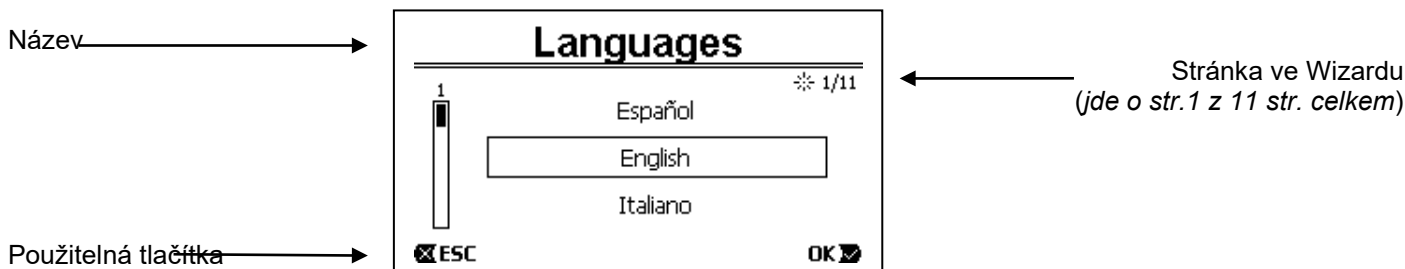 Název
Languages
Stránka ve Wizardu
(jde o str.1 z 11 str. celkem)
1/11
1
Español
English
Italiano
Použitelná tlačítka
ESC
OK